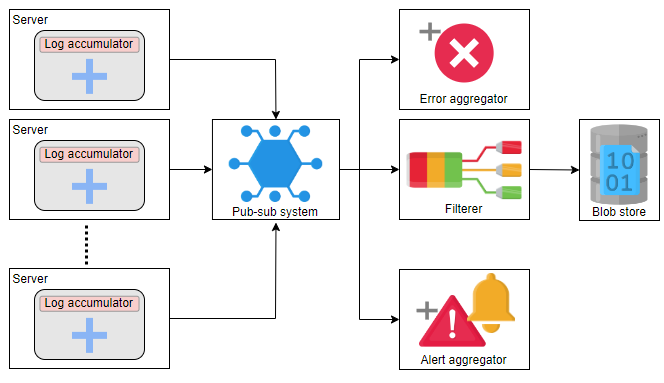 Server
Log accumulator
Error aggregator
Server
Log accumulator
Pub-sub system
Filterer
10
01
Blob store
Server
Log accumulator
Alert aggregator